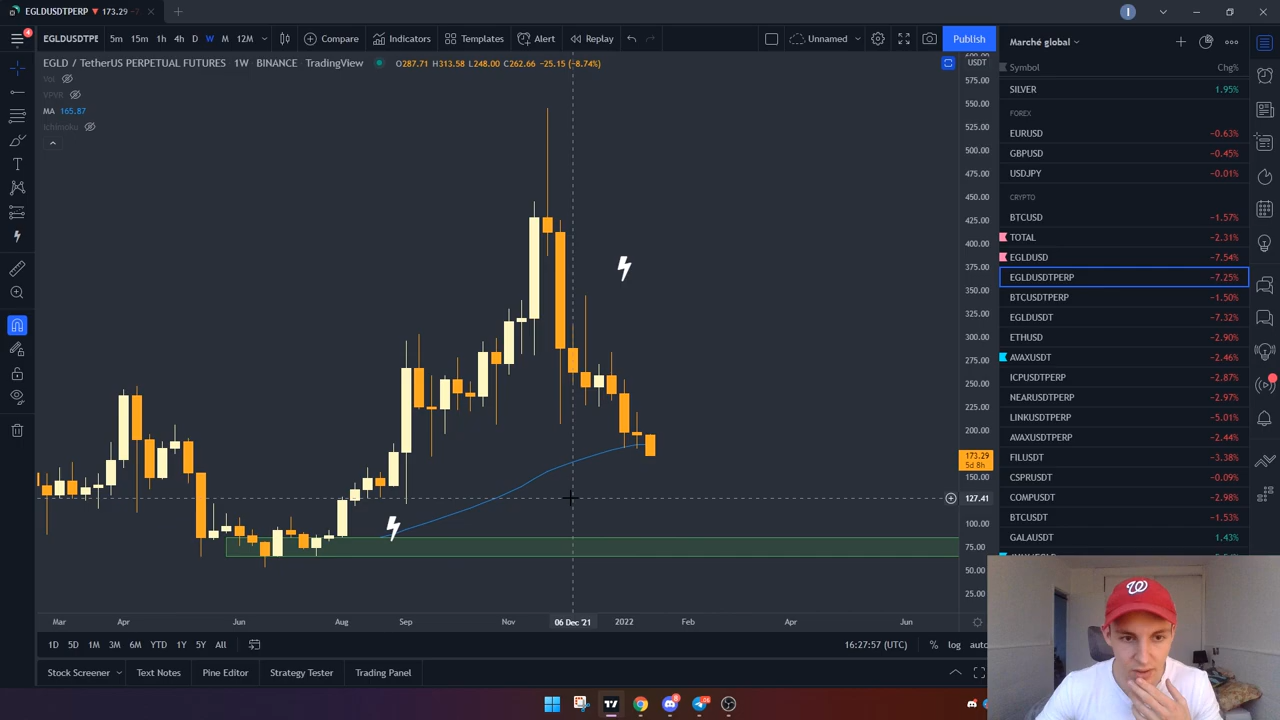 EGLDUSDTPERP ▼ 173.29 −7
EGLDUSDTPE 5m 15m 1h 4h D W M 12M Compare Indicators Templates Alert Replay Unnamed Publish
EGLD / TetherUS PERPETUAL FUTURES 1W BINANCE TradingView O287.71 H313.58 L248.00 C262.66 −25.15 (−8.74%)
Vol
VPVR
MA 165.87
Ichimoku
USDT
575.00
550.00
525.00
500.00
475.00
450.00
425.00
400.00
375.00
350.00
325.00
300.00
275.00
250.00
225.00
200.00
173.29
5d 8h
150.00
127.41
100.00
75.00
50.00
25.00
Mar Apr Jun Aug Sep Nov 06 Dec '21 2022 Feb Apr Jun
1D 5D 1M 3M 6M YTD 1Y 5Y All 16:27:57 (UTC) % log auto
Stock Screener Text Notes Pine Editor Strategy Tester Trading Panel
I
4
Marché global
Symbol Chg%
SILVER 1.95%
FOREX
EURUSD −0.63%
GBPUSD −0.45%
USDJPY −0.01%
CRYPTO
BTCUSD −1.57%
TOTAL −2.31%
EGLDUSD −7.54%
EGLDUSDTPERP −7.25%
BTCUSDTPERP −1.50%
EGLDUSDT −7.32%
ETHUSD −2.90%
AVAXUSDT −2.46%
ICPUSDTPERP −2.87%
NEARUSDTPERP −2.97%
LINKUSDTPERP −5.01%
AVAXUSDTPERP −2.44%
FILUSDT −3.38%
CSPRUSDT −0.09%
COMPUSDT −2.98%
BTCUSDT −1.53%
GALAUSDT 1.43%
W